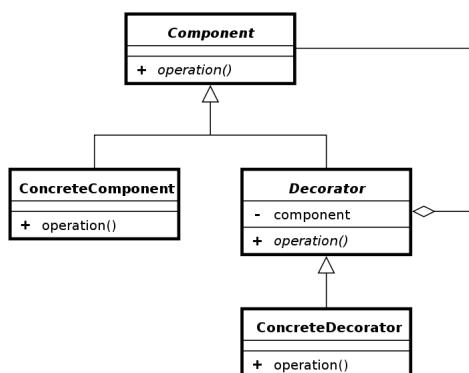 Component
+ operation()
ConcreteComponent
+ operation()
Decorator
- component
+ operation()
ConcreteDecorator
+ operation()